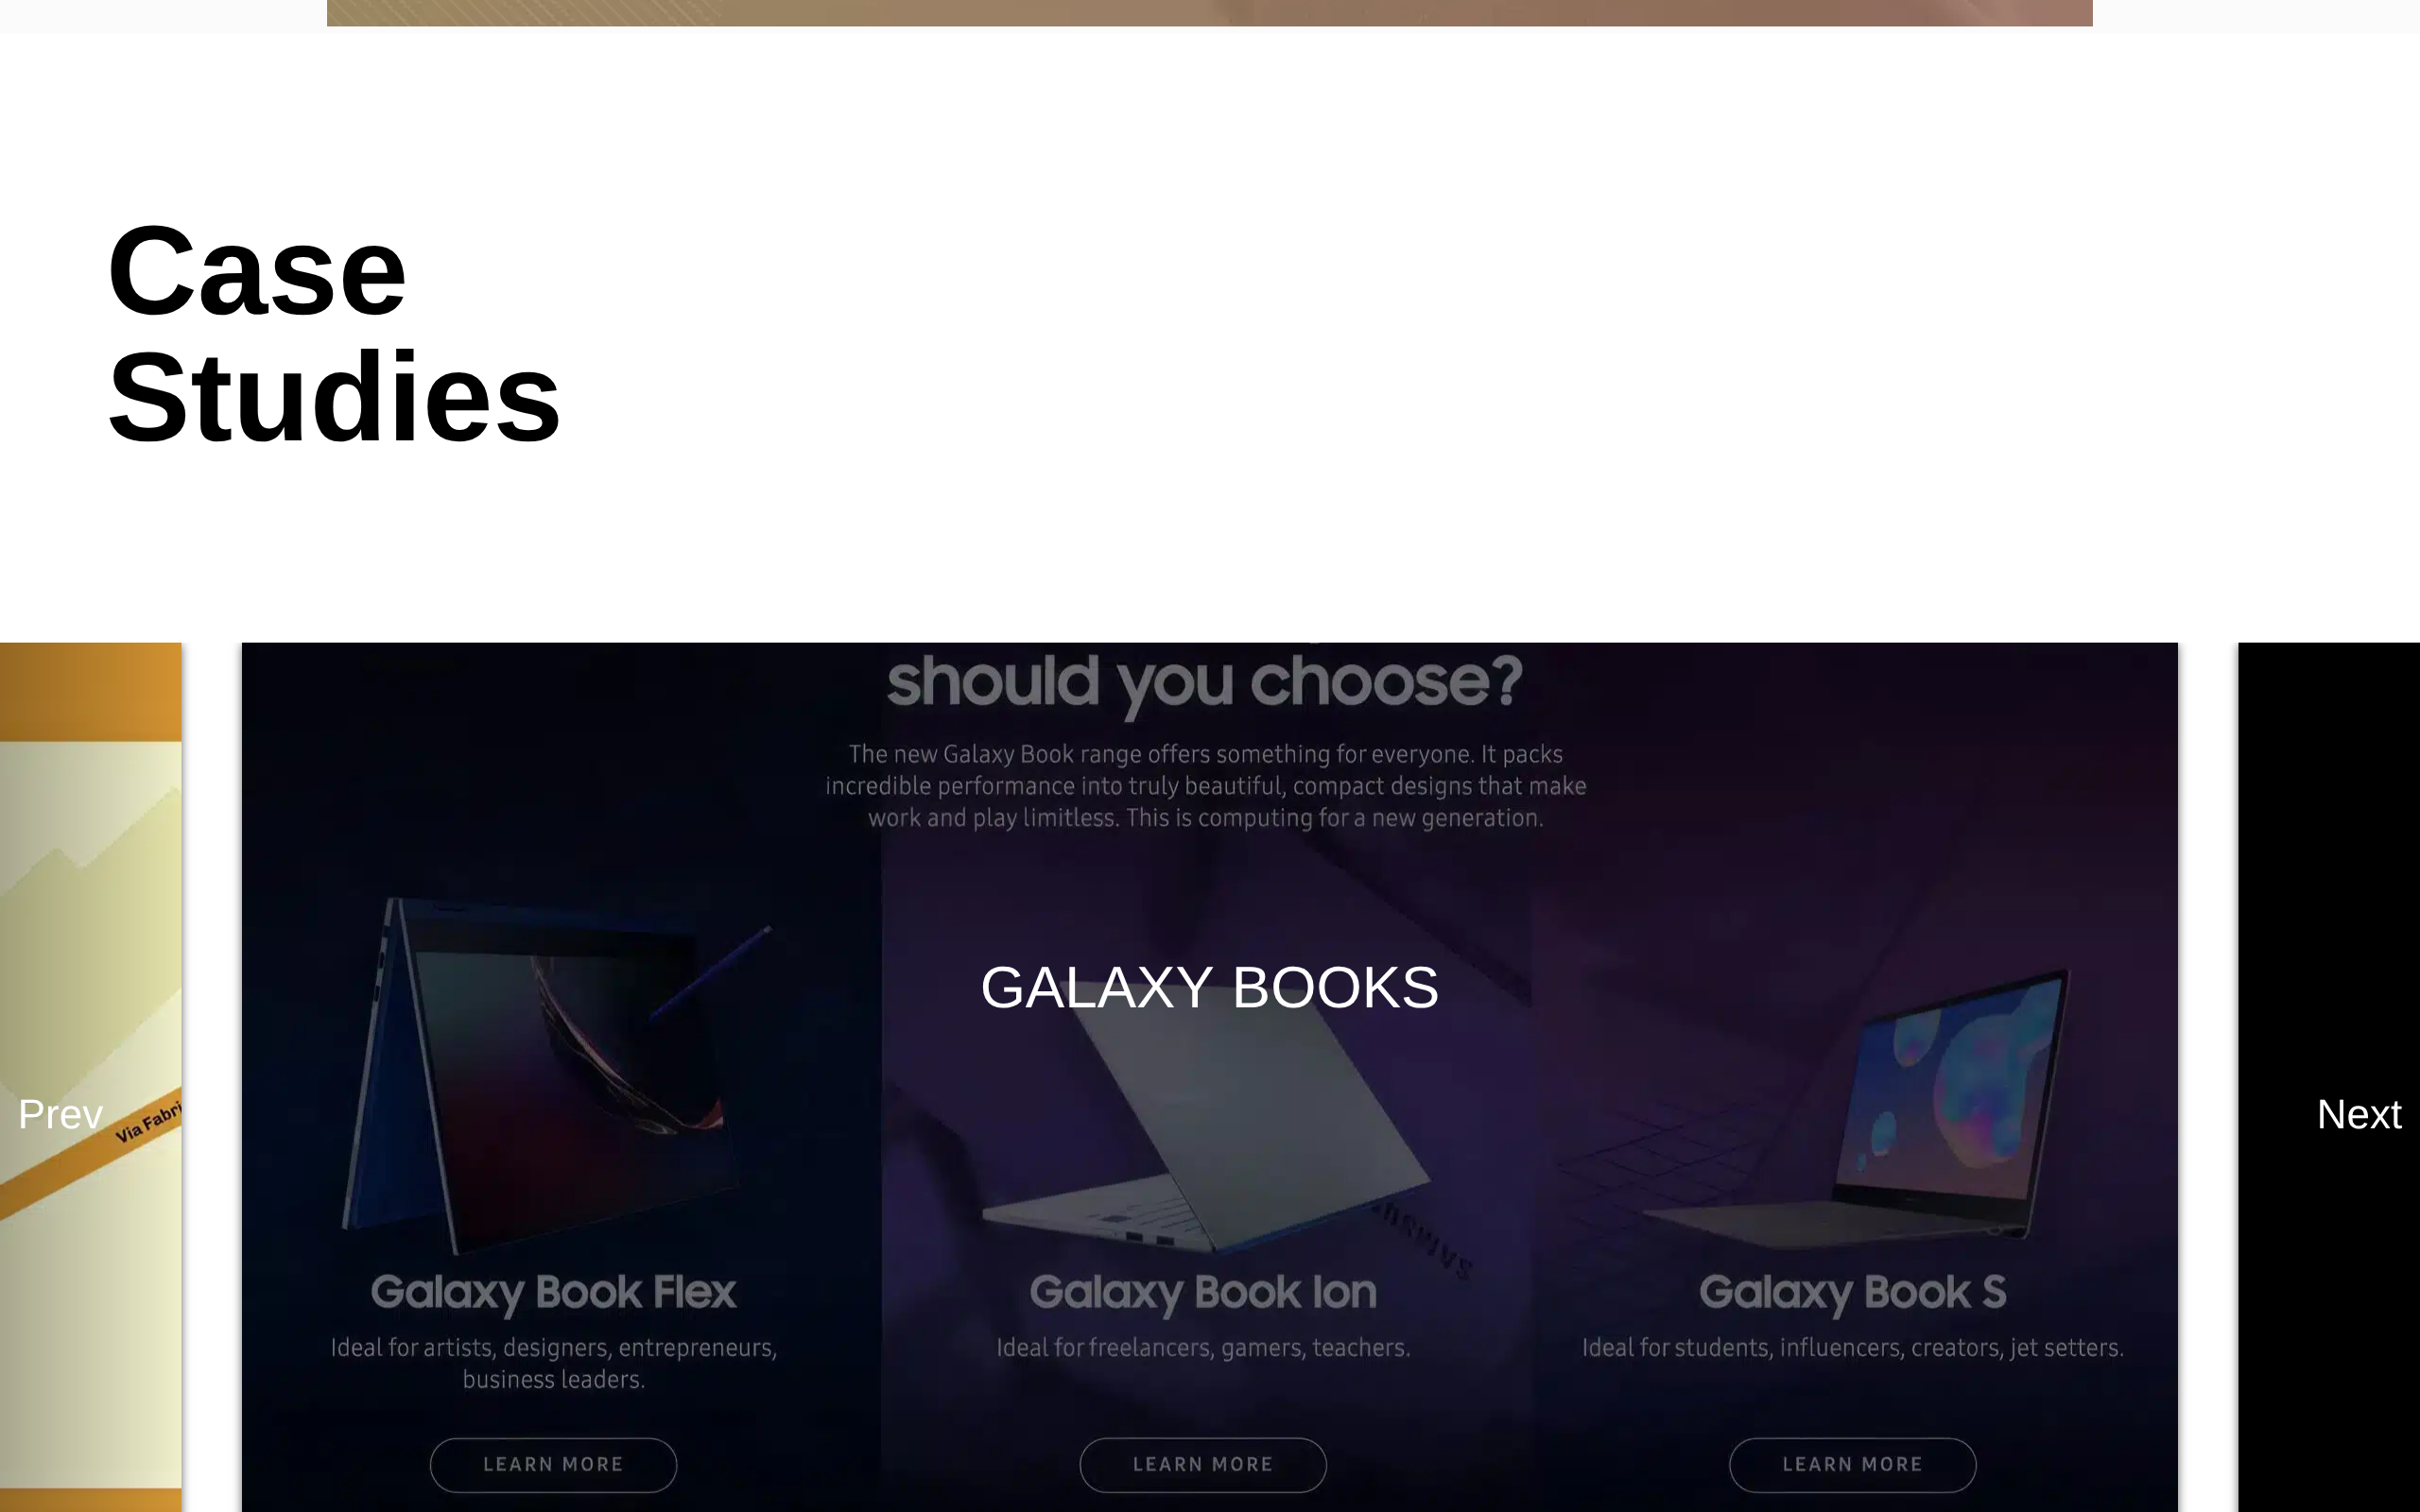 Case
Studies
should you choose?
The new Galaxy Book range offers something for everyone. It packs
incredible performance into truly beautiful, compact designs that make
work and play limitless. This is computing for a new generation.
GALAXY BOOKS
Prev
Via Fabri
Next
SAMSUNG
Galaxy Book Flex
Ideal for artists, designers, entrepreneurs,
business leaders.
LEARN MORE
Galaxy Book Ion
Ideal for freelancers, gamers, teachers.
LEARN MORE
Galaxy Book S
Ideal for students, influencers, creators, jet setters.
LEARN MORE